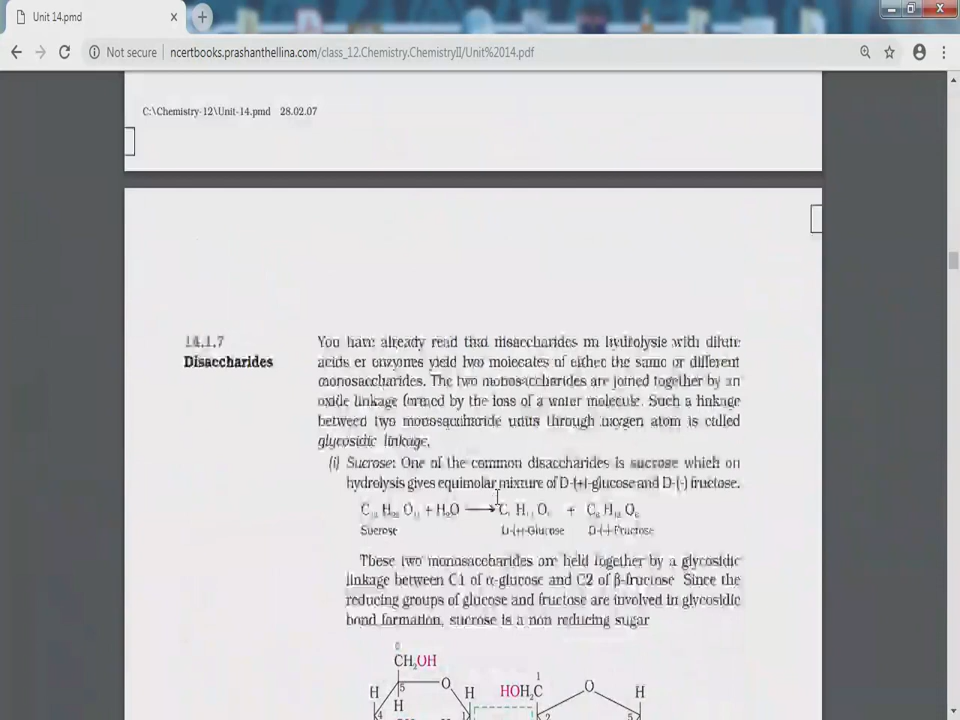 Unit 14.pmd
Not secure ncertbooks.prashanthellina.com/class_12.Chemistry.ChemistryII/Unit%2014.pdf
C:\Chemistry-12\Unit-14.pmd 28.02.07
14.1.7
Disaccharides
You have already read that disaccharides on hydrolysis with dilute
acids or enzymes yield two molecules of either the same or different
monosaccharides. The two monosaccharides are joined together by an
oxide linkage formed by the loss of a water molecule. Such a linkage
between two monosaccharide units through oxygen atom is called
glycosidic linkage.
(i) Sucrose: One of the common disaccharides is sucrose which on
hydrolysis gives equimolar mixture of D-(+)-glucose and D-(-) fructose.
+ H₂O → +
Sucrose D-(+)-Glucose D-(-)-Fructose
These two monosaccharides are held together by a glycosidic
linkage between C1 of α-glucose and C2 of β-fructose. Since the
reducing groups of glucose and fructose are involved in glycosidic
bond formation, sucrose is a non reducing sugar
CH₂OH
5 O H HOH₂C 1 O H
H
H
4 1 2 5